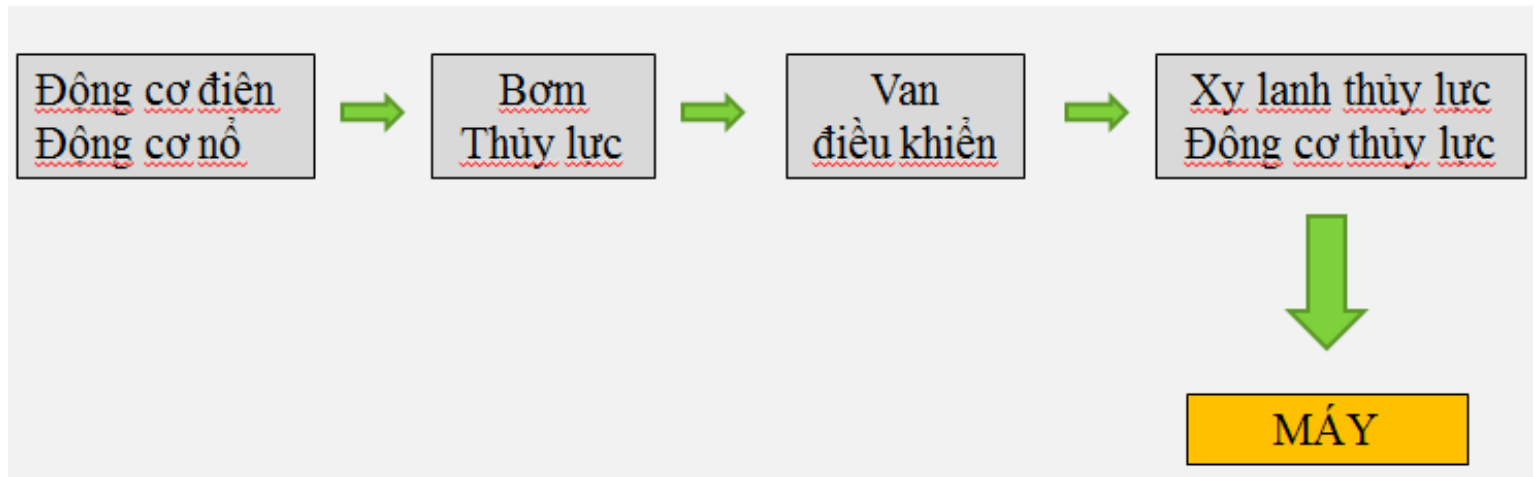 Động cơ điện
Động cơ nổ
Bơm
Thủy lực
Van
điều khiển
Xy lanh thủy lực
Động cơ thủy lực
MÁY